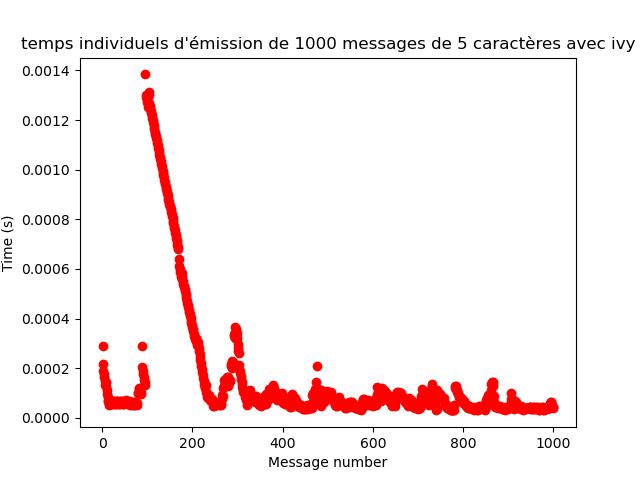 temps individuels d'émission de 1000 messages de 5 caractères avec ivy
0.0014
0.0012
0.0010
0.0008
0.0006
0.0004
0.0002
0.0000
Time (s)
0 200 400 600 800 1000
Message number